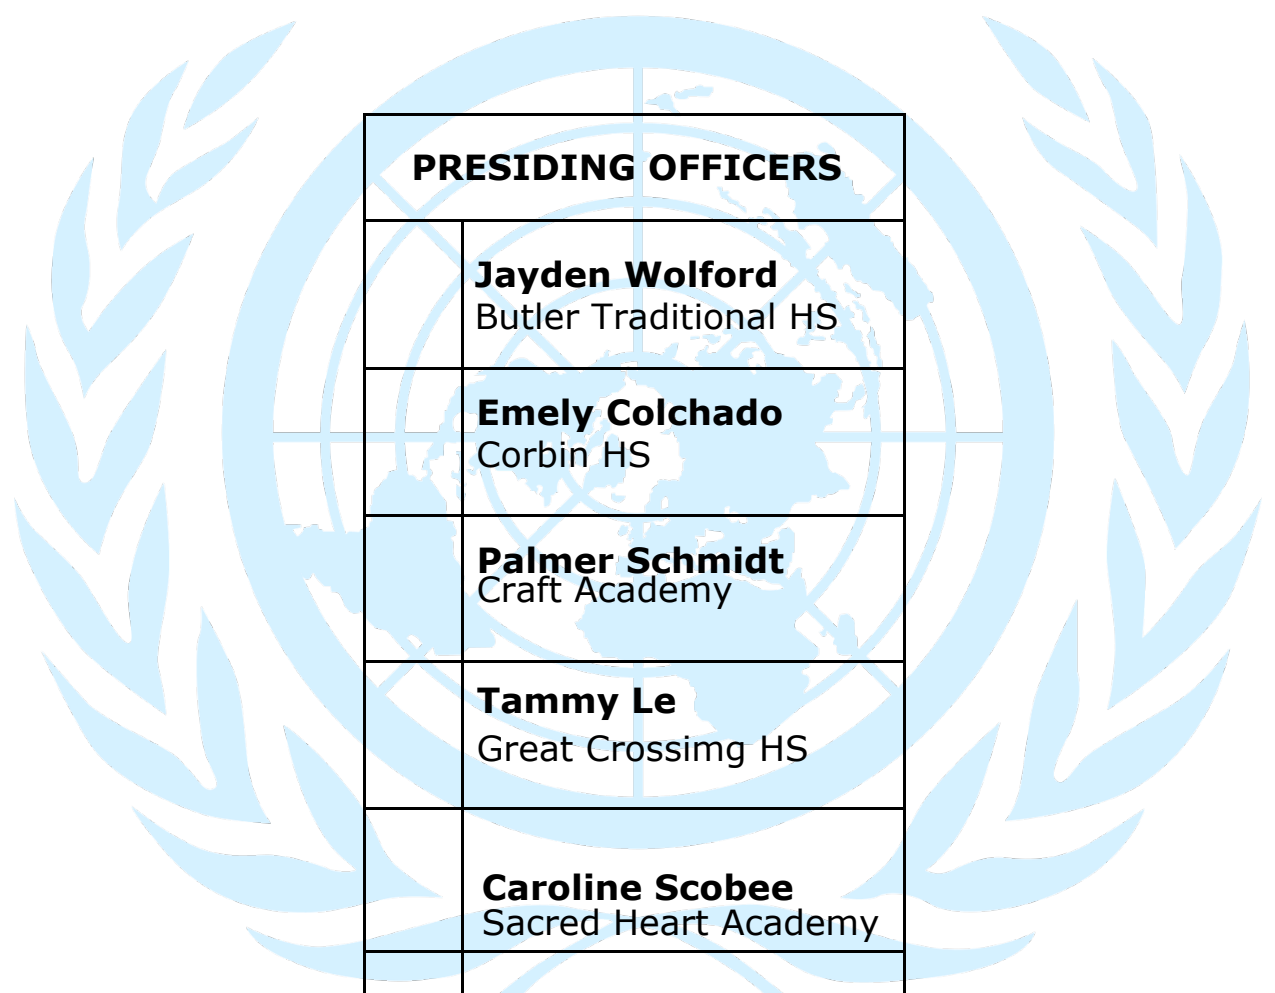 PRESIDING OFFICERS
Jayden Wolford
Butler Traditional HS
Emely Colchado
Corbin HS
Palmer Schmidt
Craft Academy
Tammy Le
Great Crossimg HS
Caroline Scobee
Sacred Heart Academy